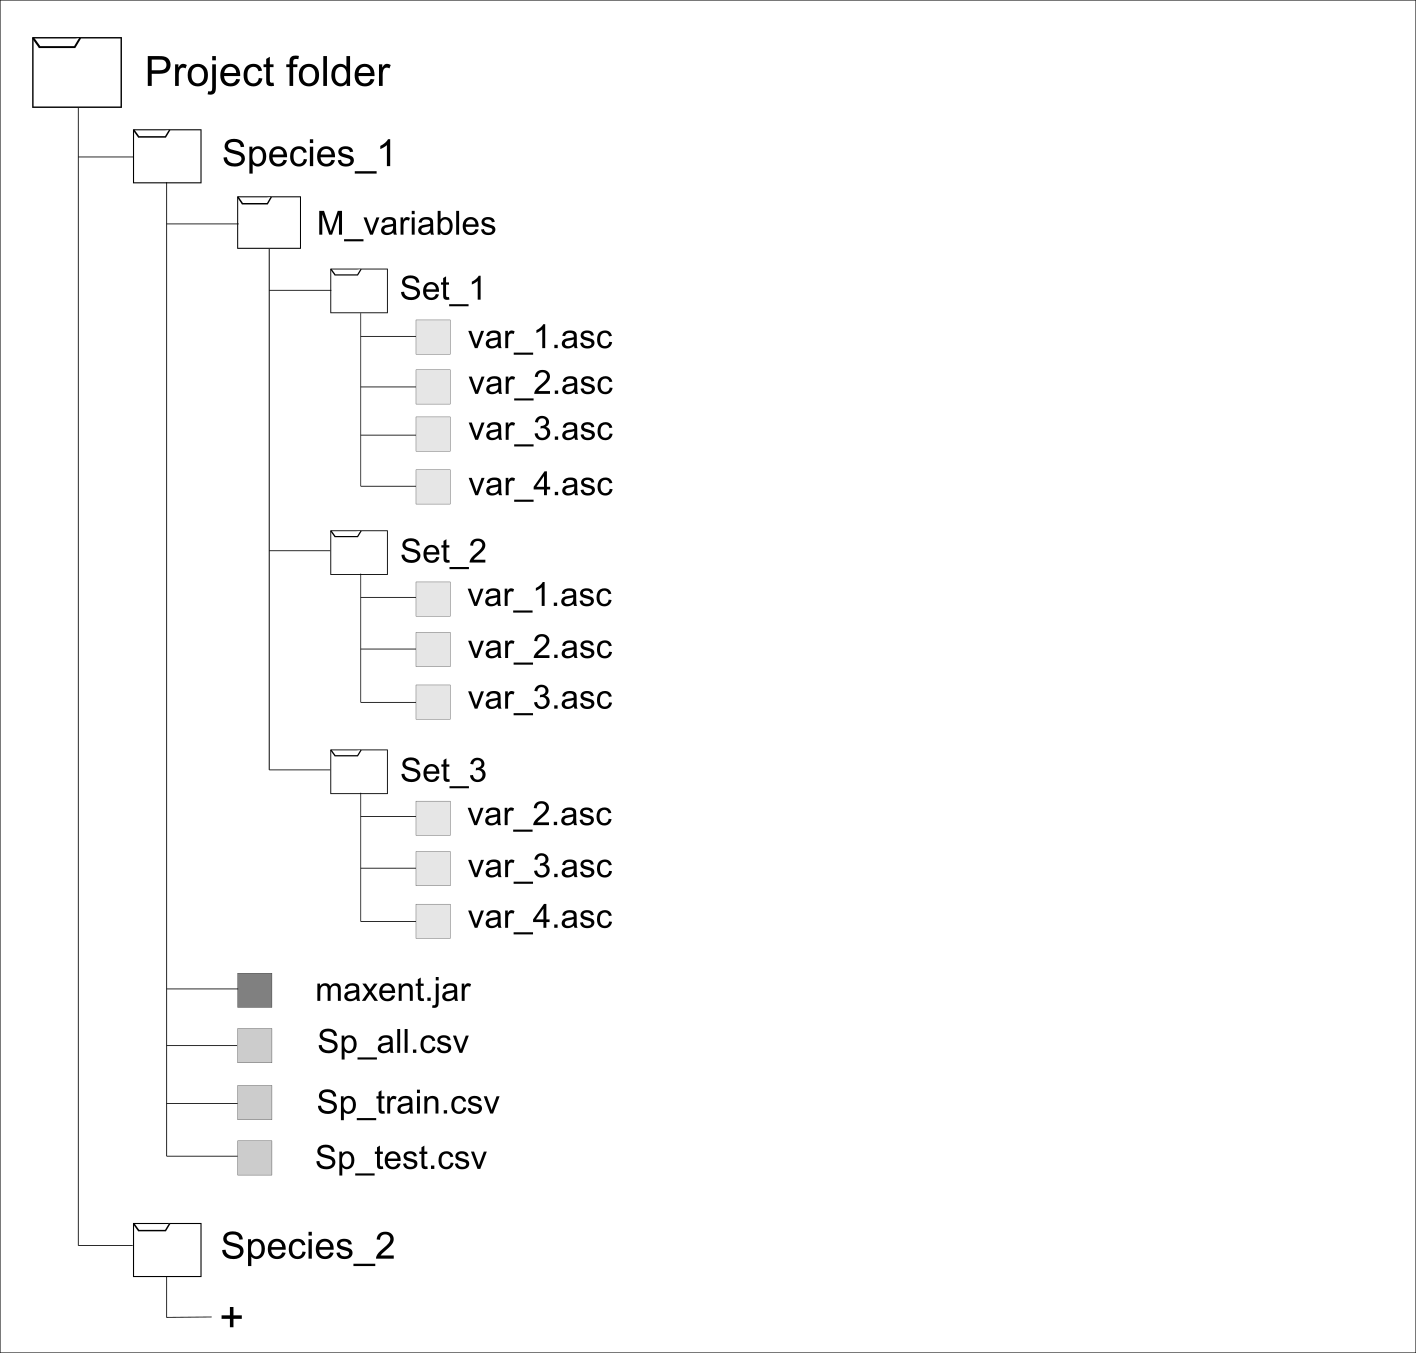 Project folder
Species_1
M_variables
Set_1
var_1.asc
var_2.asc
var_3.asc
var_4.asc
Set_2
var_1.asc
var_2.asc
var_3.asc
Set_3
var_2.asc
var_3.asc
var_4.asc
maxent.jar
Sp_all.csv
Sp_train.csv
Sp_test.csv
Species_2
+